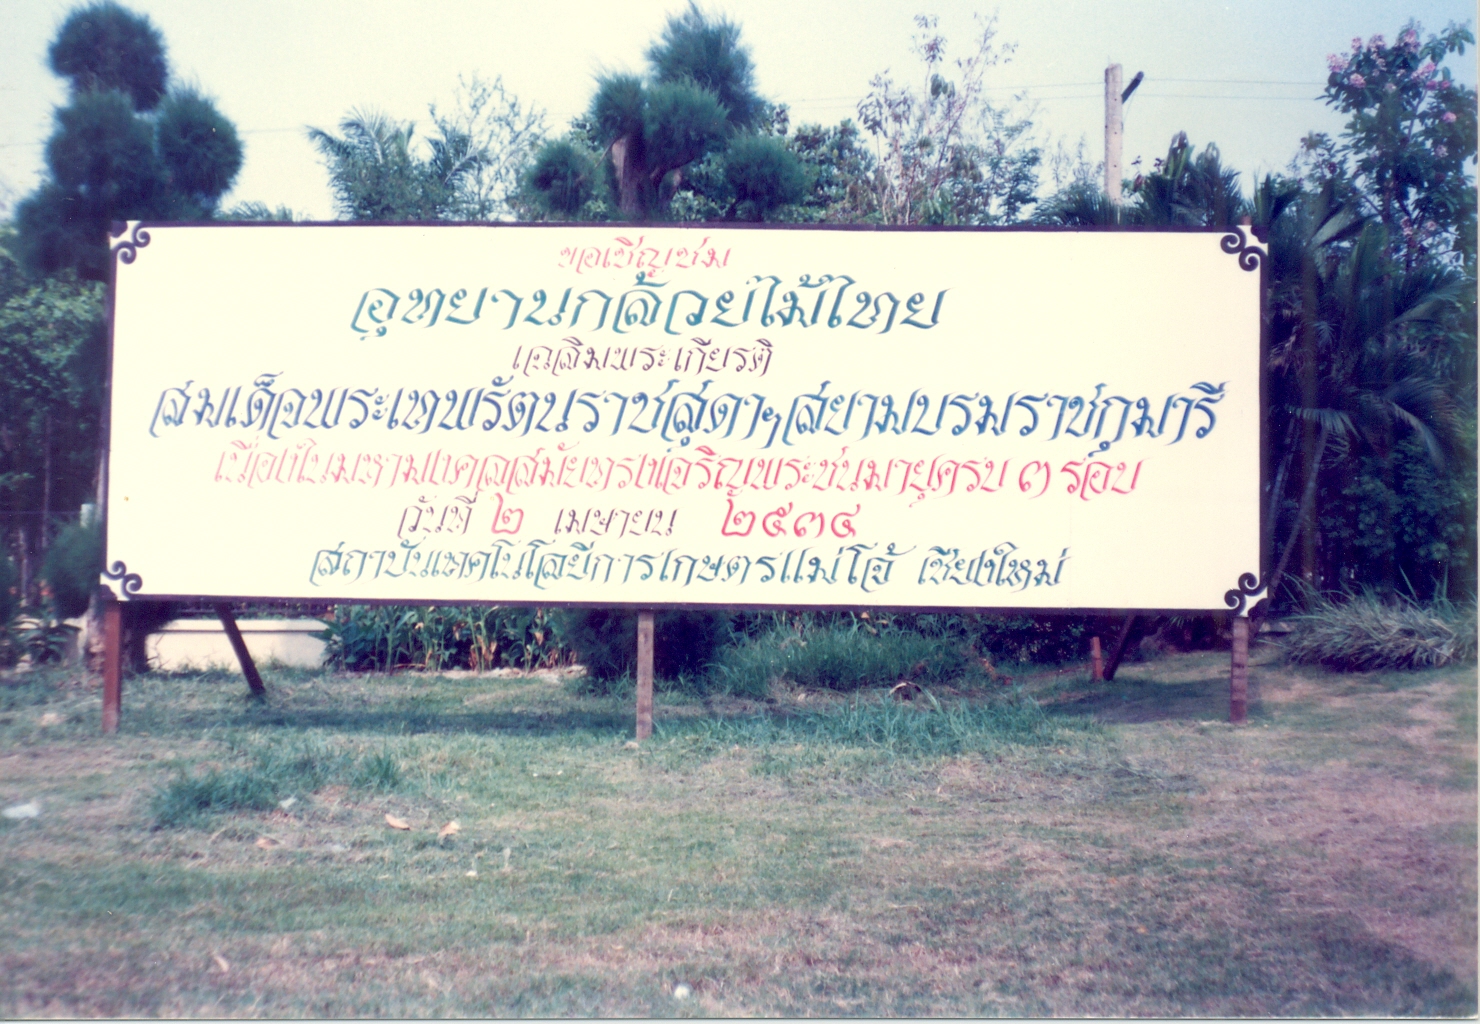 ขอเชิญชม
อุทยานกล้วยไม้ไทย
เฉลิมพระเกียรติ
สมเด็จพระเทพรัตนราชสุดาฯสยามบรมราชกุมารี
เนื่องในมหามงคลสมัยทรงเจริญพระชนมายุครบ ๓ รอบ
วันที่ ๒ เมษายน ๒๕๓๔
สถาบันเทคโนโลยีการเกษตรแม่โจ้ เชียงใหม่